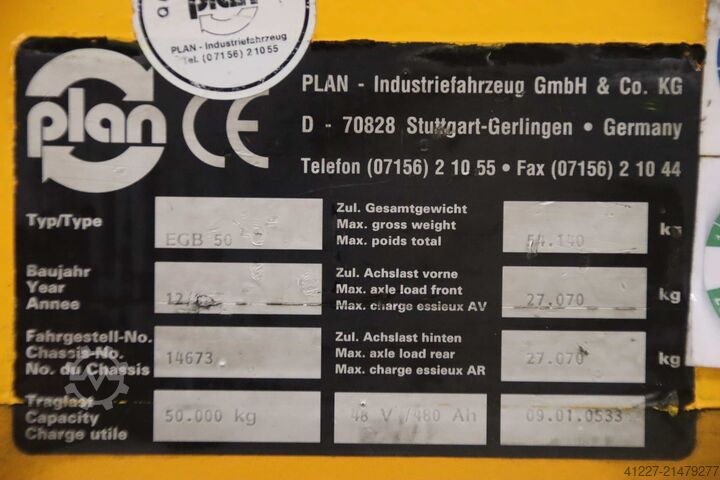 plan
PLAN - Industriefahrzeug
Tel. (07156) 21055
plan
CE
PLAN - Industriefahrzeug GmbH & Co. KG
D - 70828 Stuttgart-Gerlingen • Germany
Telefon (07156) 2 10 55 • Fax (07156) 2 10 44
Typ/Type
EGB 50
Zul. Gesamtgewicht
Max. gross weight
Max. poids total
54.140
kg
Baujahr
Year
Annee
12/
Zul. Achslast vorne
Max. axle load front
Max. charge essieux AV
27.070
kg
Fahrgestell-No.
Chassis-No.
No. du Chassis
14673
Zul. Achslast hinten
Max. axle load rear
Max. charge essieux AR
27.070
kg
Traglast
Capacity
Charge utile
50.000 kg
48 V /480 Ah
09.01.0533
41227-21479277